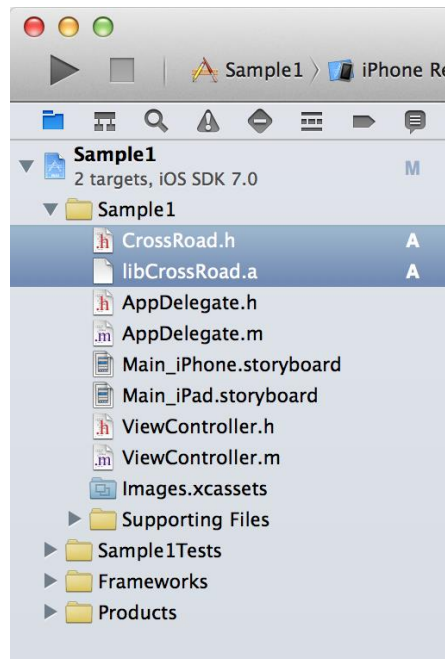 Sample1 iPhone Re
Sample1 M
2 targets, iOS SDK 7.0
Sample1
CrossRoad.h A
libCrossRoad.a A
AppDelegate.h
AppDelegate.m
Main_iPhone.storyboard
Main_iPad.storyboard
ViewController.h
ViewController.m
Images.xcassets
Supporting Files
Sample1Tests
Frameworks
Products